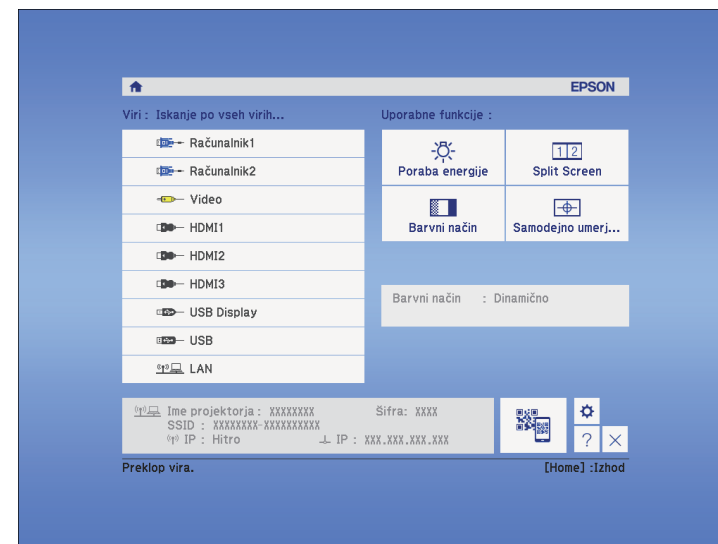 EPSON
Viri : Iskanje po vseh virih...
Uporabne funkcije :
Računalnik1
Računalnik2
Video
HDMI1
HDMI2
HDMI3
USB Display
USB
LAN
Poraba energije
1 2
Split Screen
Barvni način
Samodejno umerj...
Barvni način : Dinamično
Ime projektorja : XXXXXXXX Šifra: XXXX
SSID : XXXXXXXX-XXXXXXXXXX
IP : Hitro IP : XXX.XXX.XXX.XXX
?
Preklop vira.
[Home] :Izhod